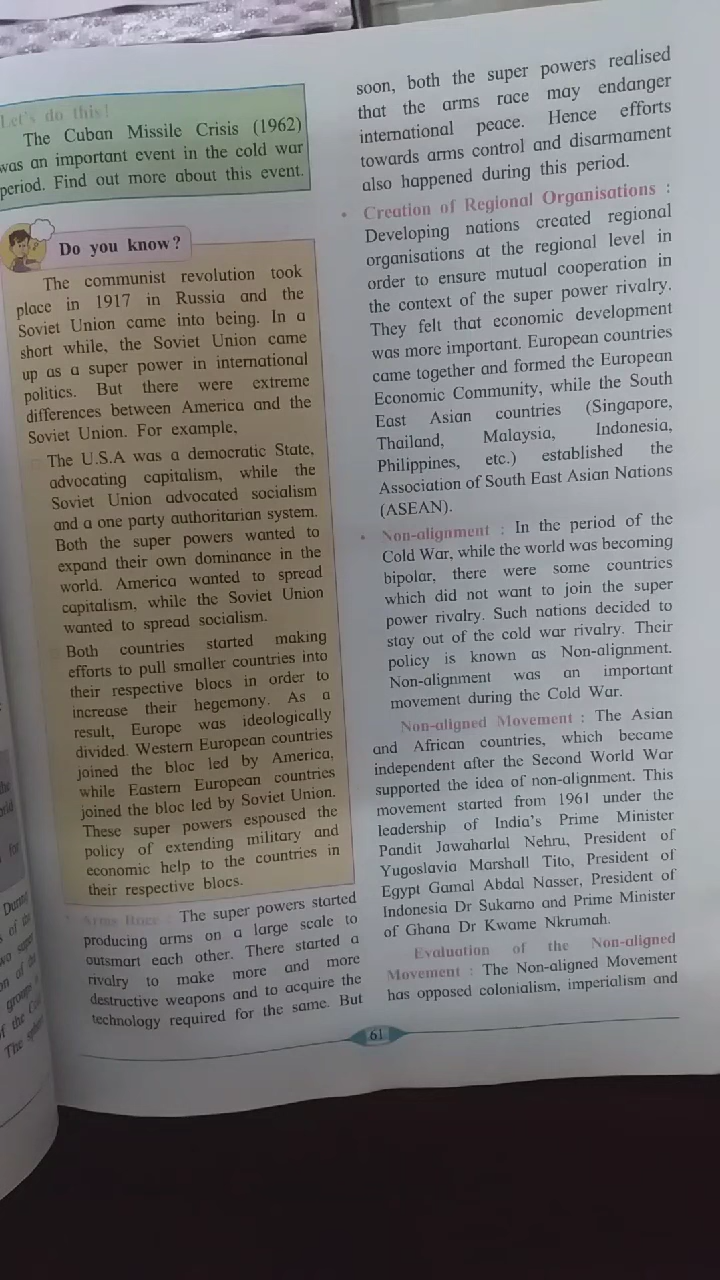 Let's do this!
The Cuban Missile Crisis (1962)
was an important event in the cold war
period. Find out more about this event.
Do you know?
The communist revolution took
place in 1917 in Russia and the
Soviet Union came into being. In a
short while, the Soviet Union came
up as a super power in international
politics. But there were extreme
differences between America and the
Soviet Union. For example,
The U.S.A was a democratic State,
advocating capitalism, while the
Soviet Union advocated socialism
and a one party authoritarian system.
Both the super powers wanted to
expand their own dominance in the
world. America wanted to spread
capitalism, while the Soviet Union
wanted to spread socialism.
Both countries started making
efforts to pull smaller countries into
their respective blocs in order to
increase their hegemony. As a
result, Europe was ideologically
divided. Western European countries
joined the bloc led by America,
while Eastern European countries
joined the bloc led by Soviet Union.
These super powers espoused the
policy of extending military and
economic help to the countries in
their respective blocs.
• Arms Race : The super powers started
producing arms on a large scale to
outsmart each other. There started a
rivalry to make more and more
destructive weapons and to acquire the
technology required for the same. But
soon, both the super powers realised
that the arms race may endanger
international peace. Hence efforts
towards arms control and disarmament
also happened during this period.
• Creation of Regional Organisations :
Developing nations created regional
organisations at the regional level in
order to ensure mutual cooperation in
the context of the super power rivalry.
They felt that economic development
was more important. European countries
came together and formed the European
Economic Community, while the South
East Asian countries (Singapore,
Thailand, Malaysia, Indonesia,
Philippines, etc.) established the
Association of South East Asian Nations
(ASEAN).
• Non-alignment : In the period of the
Cold War, while the world was becoming
bipolar, there were some countries
which did not want to join the super
power rivalry. Such nations decided to
stay out of the cold war rivalry. Their
policy is known as Non-alignment.
Non-alignment was an important
movement during the Cold War.
Non-aligned Movement : The Asian
and African countries, which became
independent after the Second World War
supported the idea of non-alignment. This
movement started from 1961 under the
leadership of India's Prime Minister
Pandit Jawaharlal Nehru, President of
Yugoslavia Marshall Tito, President of
Egypt Gamal Abdal Nasser, President of
Indonesia Dr Sukarno and Prime Minister
of Ghana Dr Kwame Nkrumah.
Evaluation of the Non-aligned
Movement : The Non-aligned Movement
has opposed colonialism, imperialism and
61